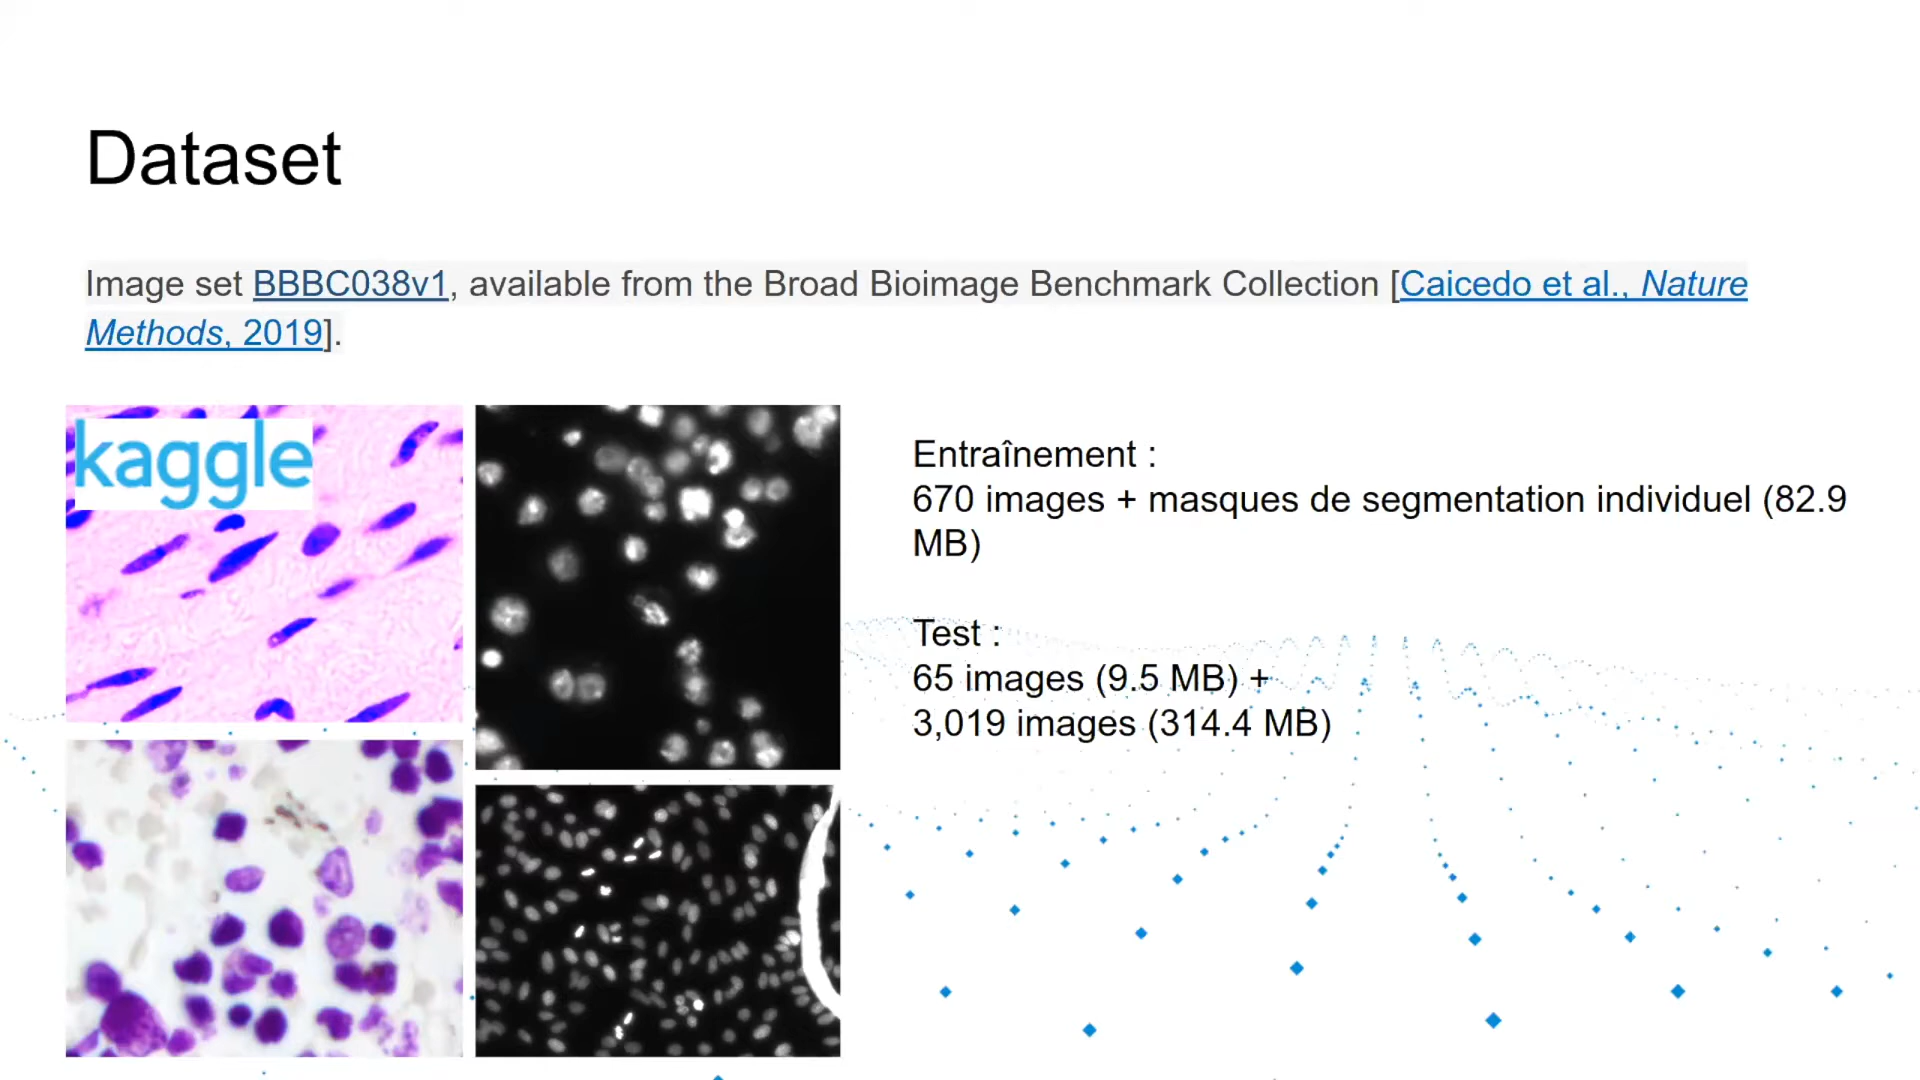 Dataset
Image set BBBC038v1, available from the Broad Bioimage Benchmark Collection [Caicedo et al., Nature
Methods, 2019].
kaggle
Entraînement :
670 images + masques de segmentation individuel (82.9
MB)
Test :
65 images (9.5 MB) +
3,019 images (314.4 MB)